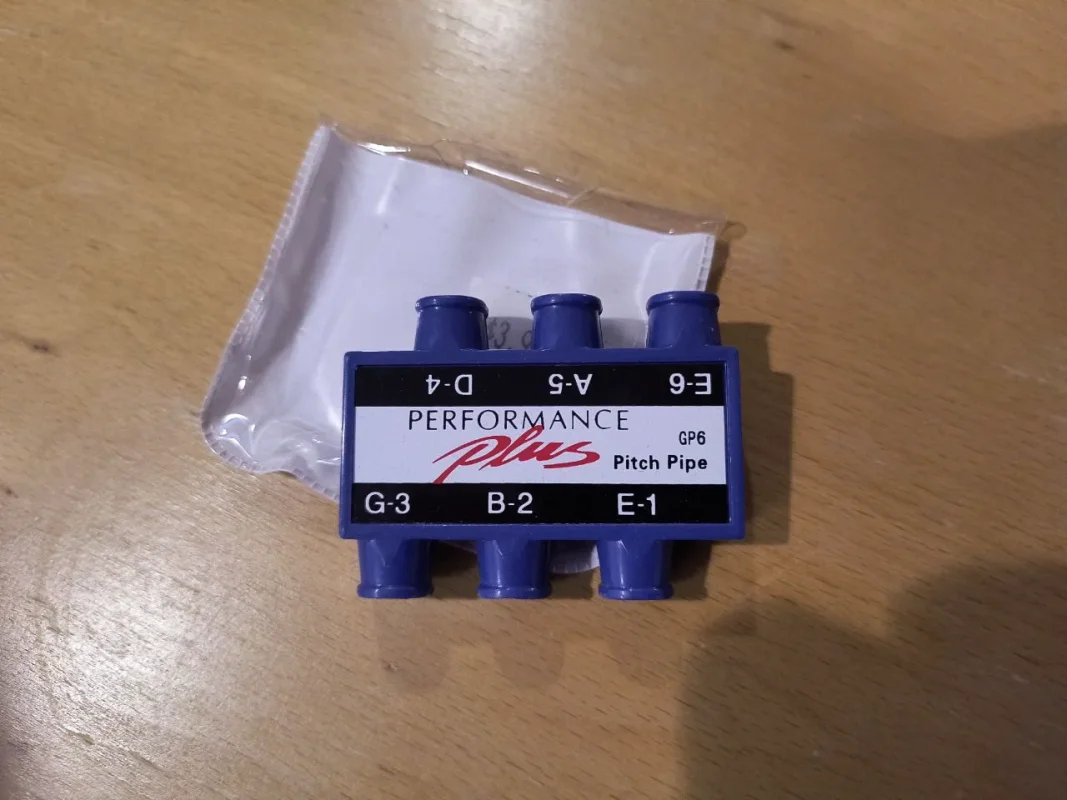 D-4 A-5 E-6
PERFORMANCE
plus
GP6
Pitch Pipe
G-3 B-2 E-1